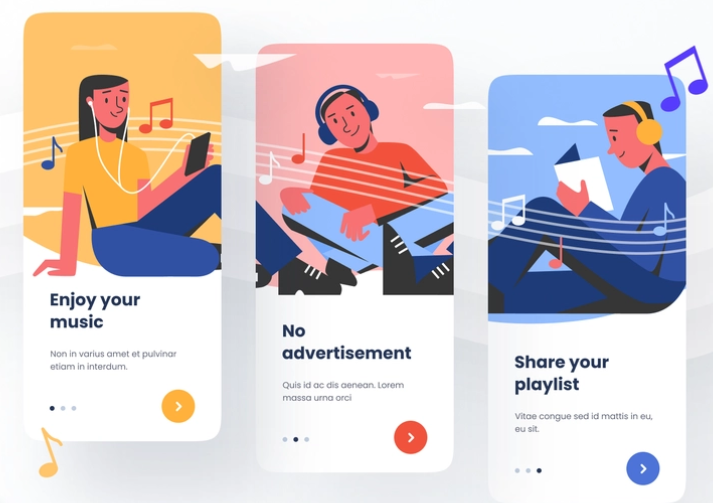 Enjoy your
music
Non in varius amet et pulvinar
etiam in interdum.
No
advertisement
Quis id ac dis aenean. Lorem
massa urna orci
Share your
playlist
Vitae congue sed id mattis in eu,
eu sit.